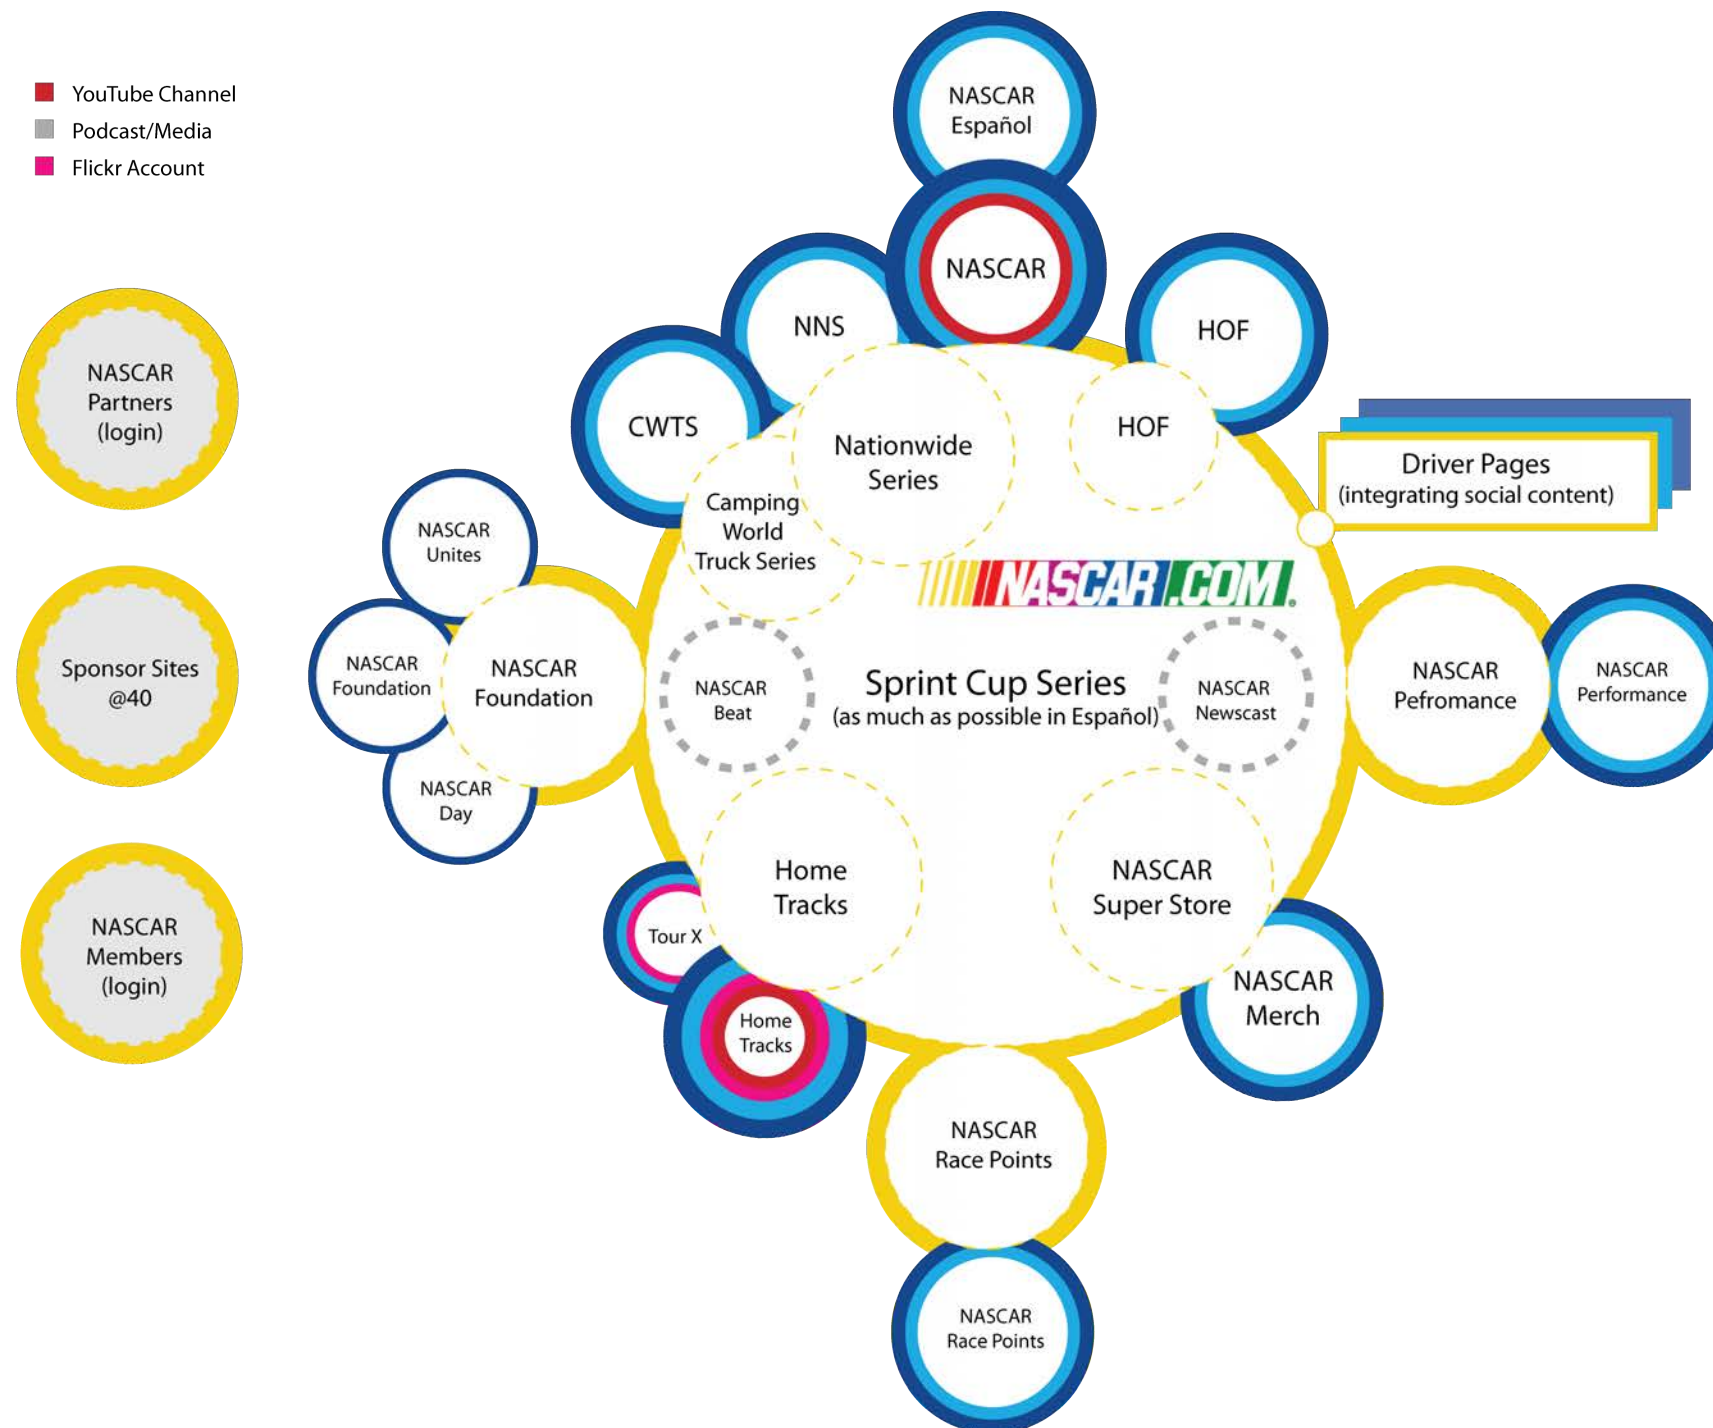 YouTube Channel
Podcast/Media
Flickr Account
NASCAR
Partners
(login)
Sponsor Sites
@40
NASCAR
Members
(login)
NASCAR
Español
NASCAR
NNS
HOF
CWTS
Nationwide
Series
HOF
Camping
World
Truck Series
Driver Pages
(integrating social content)
NASCAR.COM
NASCAR
Unites
NASCAR
Foundation
NASCAR
Day
NASCAR
Foundation
NASCAR
Beat
Sprint Cup Series
(as much as possible in Español)
NASCAR
Newscast
NASCAR
Pefromance
NASCAR
Performance
Home
Tracks
NASCAR
Super Store
Tour X
Home
Tracks
NASCAR
Merch
NASCAR
Race Points
NASCAR
Race Points